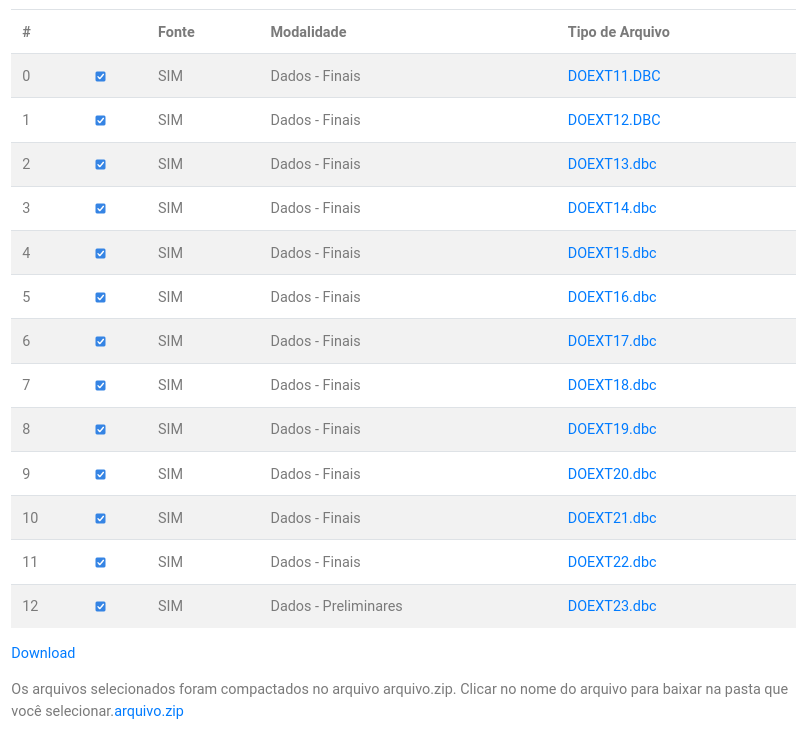 # Fonte Modalidade Tipo de Arquivo
0 SIM Dados - Finais DOEXT11.DBC
1 SIM Dados - Finais DOEXT12.DBC
2 SIM Dados - Finais DOEXT13.dbc
3 SIM Dados - Finais DOEXT14.dbc
4 SIM Dados - Finais DOEXT15.dbc
5 SIM Dados - Finais DOEXT16.dbc
6 SIM Dados - Finais DOEXT17.dbc
7 SIM Dados - Finais DOEXT18.dbc
8 SIM Dados - Finais DOEXT19.dbc
9 SIM Dados - Finais DOEXT20.dbc
10 SIM Dados - Finais DOEXT21.dbc
11 SIM Dados - Finais DOEXT22.dbc
12 SIM Dados - Preliminares DOEXT23.dbc
Download
Os arquivos selecionados foram compactados no arquivo arquivo.zip. Clicar no nome do arquivo para baixar na pasta que
você selecionar.arquivo.zip